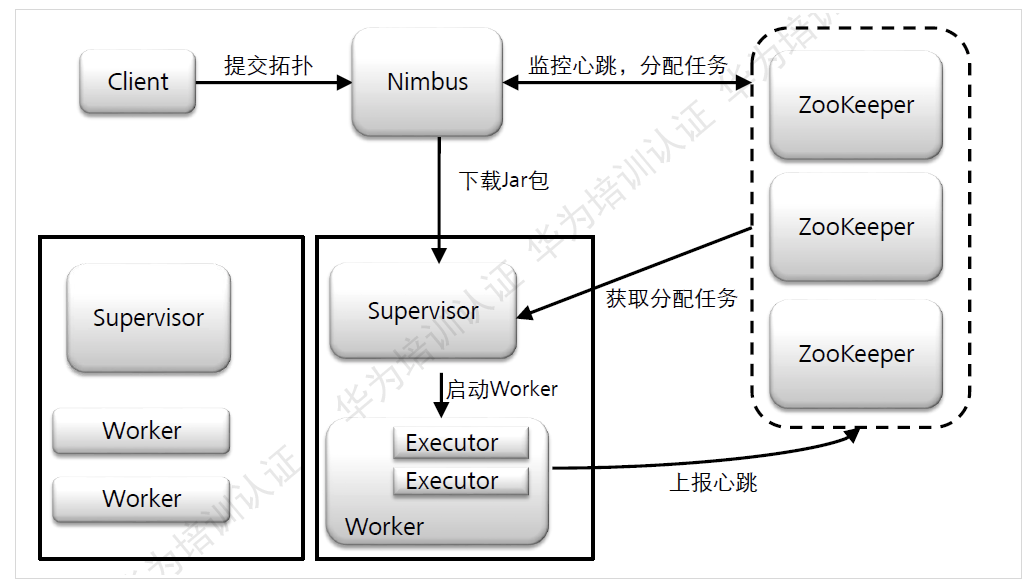 Client
提交拓扑
Nimbus
监控心跳，分配任务
ZooKeeper
ZooKeeper
ZooKeeper
下载Jar包
获取分配任务
Supervisor
Worker
Worker
Supervisor
启动Worker
Executor
Executor
Worker
上报心跳
华为培训认证 华为培训认证 华为培训认证 华为培训